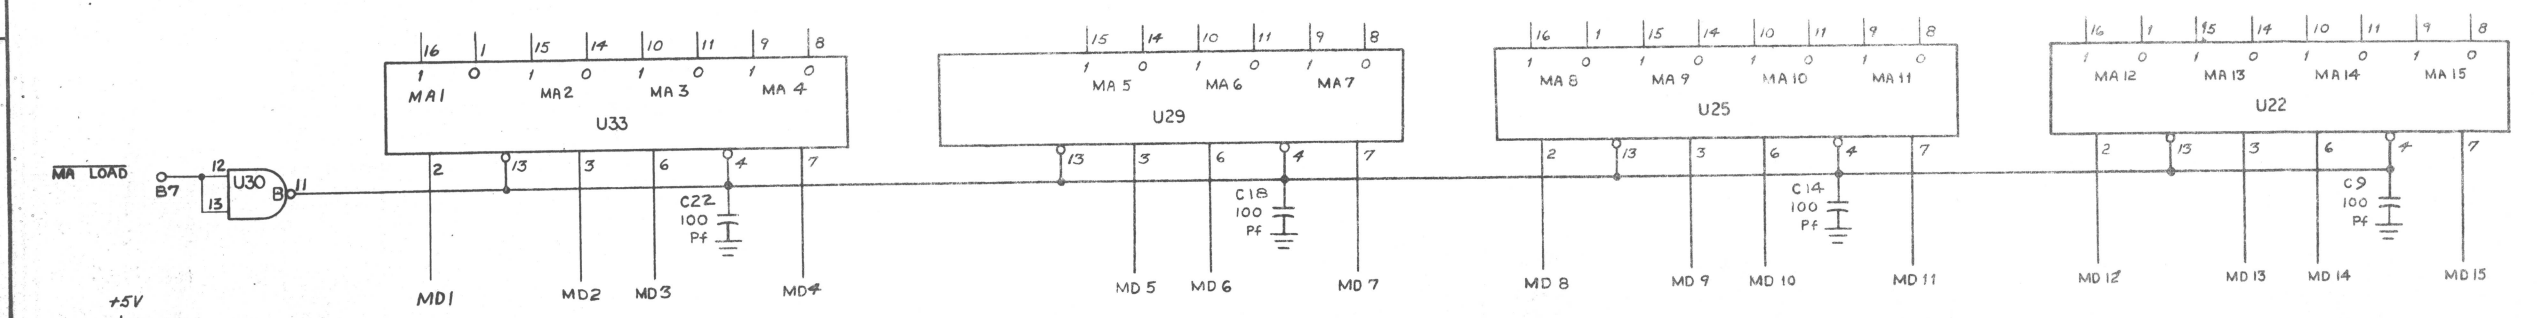 16 1 15 14 10 11 9 8
1 0 1 0 1 0 1 0
MA1 MA2 MA3 MA4
U33
2 13 3 6 4 7
15 14 10 11 9 8
1 0 1 0 1 0
MA5 MA6 MA7
U29
13 3 6 4 7
16 1 15 14 10 11 9 8
1 0 1 0 1 0 1 0
MA8 MA9 MA10 MA11
U25
2 13 3 6 4 7
16 1 15 14 10 11 9 8
1 0 1 0 1 0 1 0
MA12 MA13 MA14 MA15
U22
2 13 3 6 4 7
MA LOAD
B7
12
13
U30
B
11
C22
100
Pf
C18
100
Pf
C14
100
Pf
C9
100
Pf
MD1 MD2 MD3 MD4 MD5 MD6 MD7 MD8 MD9 MD10 MD11 MD12 MD13 MD14 MD15
+5V